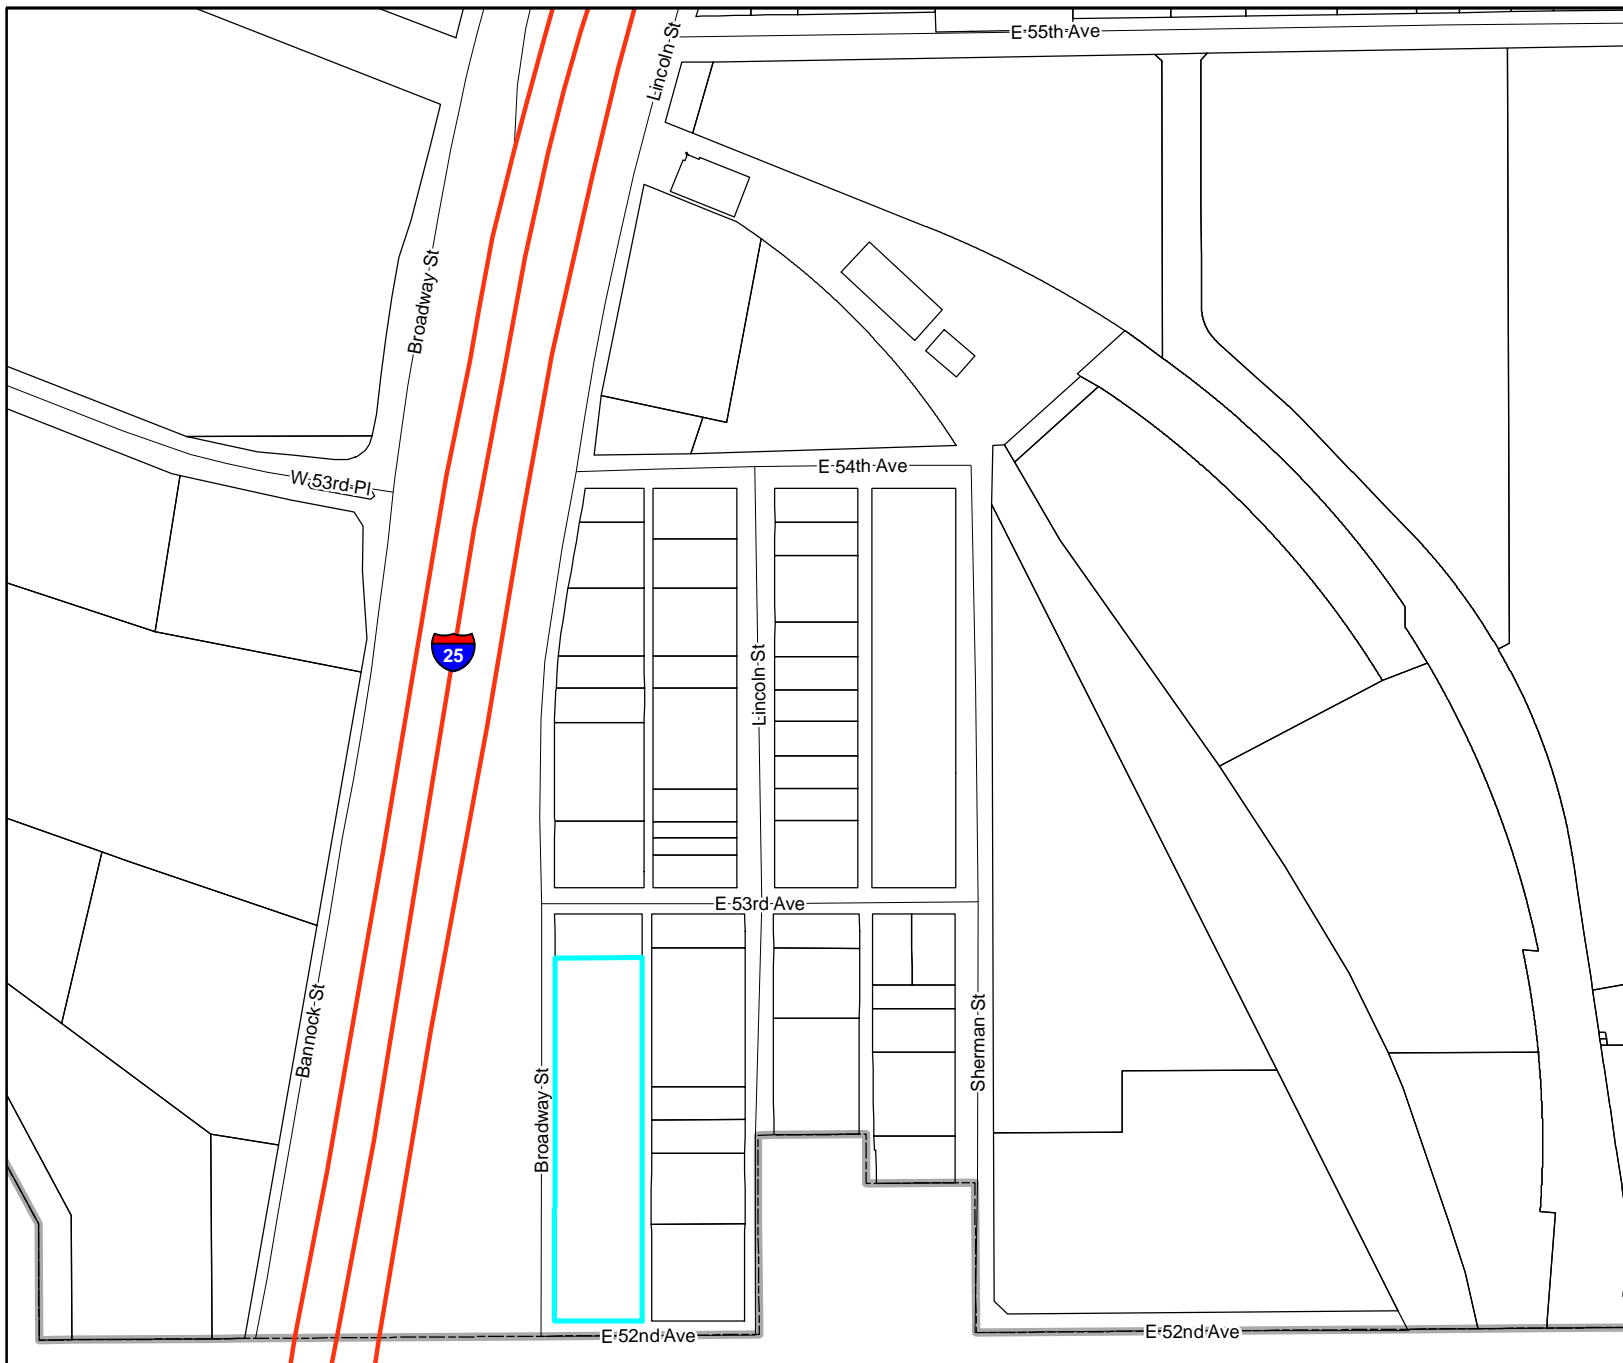 E 55th Ave
Lincoln St
Broadway St
W 53rd Pl
E 54th Ave
25
Lincoln St
E 53rd Ave
Bannock St
Sherman St
Broadway St
E 52nd Ave
E 52nd Ave